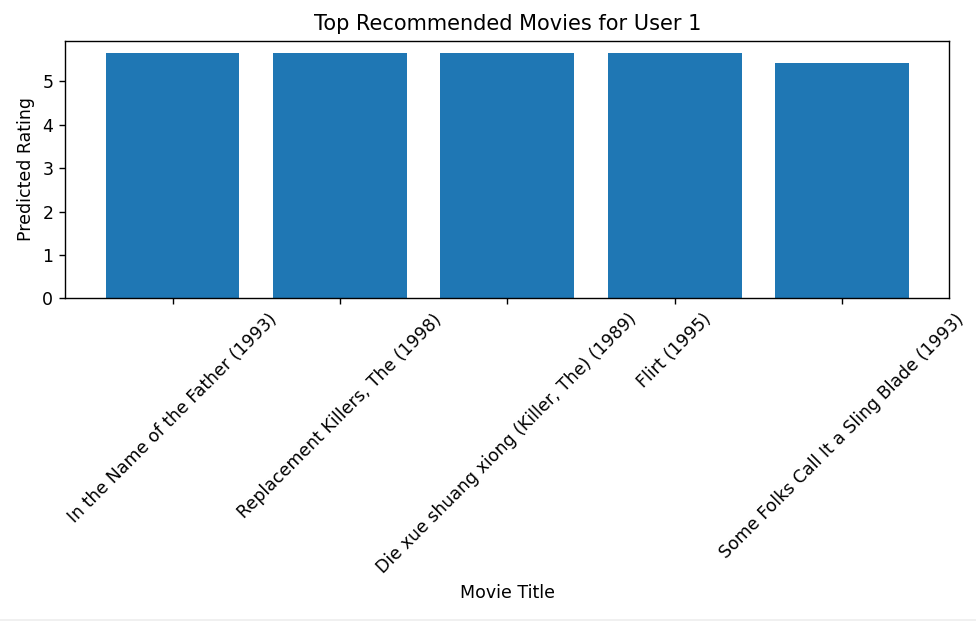 Top Recommended Movies for User 1
Predicted Rating
5
4
3
2
1
0
In the Name of the Father (1993)
Replacement Killers, The (1998)
Die xue shuang xiong (Killer, The) (1989)
Flirt (1995)
Some Folks Call It a Sling Blade (1993)
Movie Title